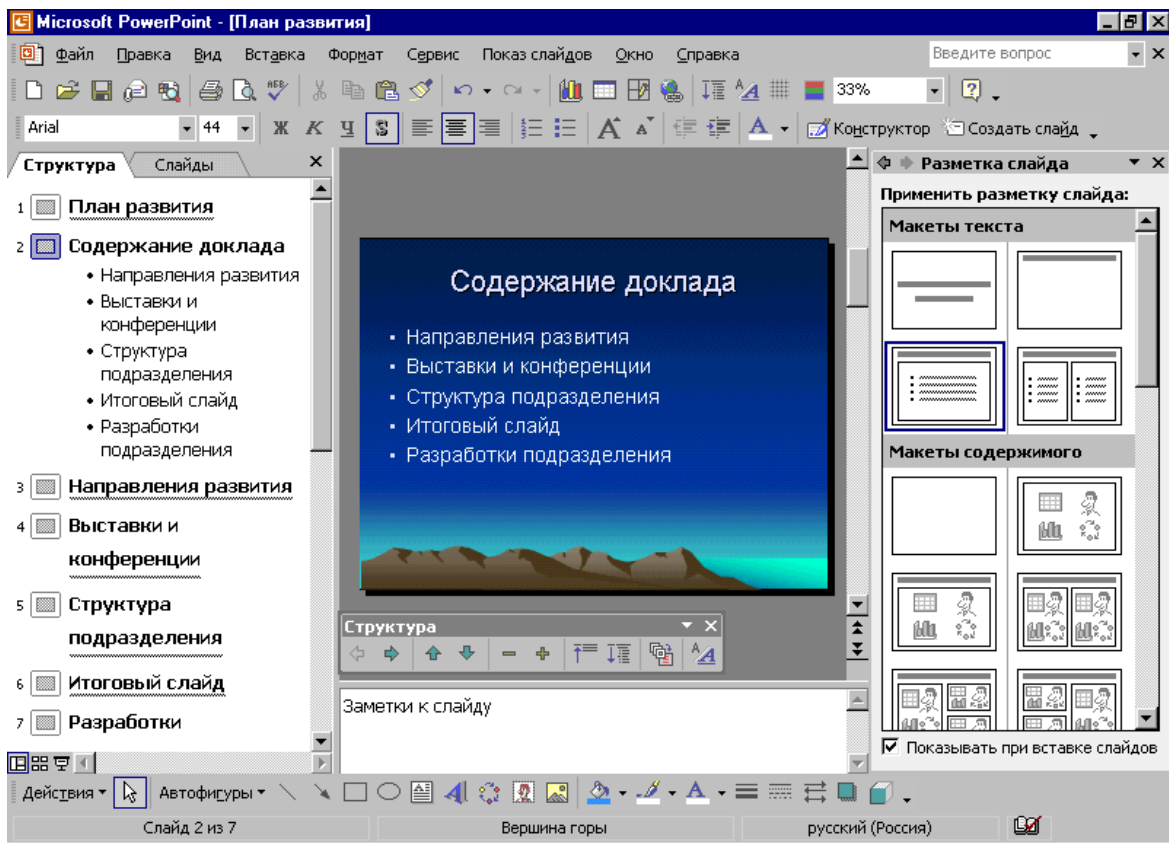 Microsoft PowerPoint - [План развития]
Файл Правка Вид Вставка Формат Сервис Показ слайдов Окно Справка Введите вопрос
33%
Arial 44 Ж К Ч S Конструктор Создать слайд
Структура Слайды
1 План развития
2 Содержание доклада
• Направления развития
• Выставки и
конференции
• Структура
подразделения
• Итоговый слайд
• Разработки
подразделения
3 Направления развития
4 Выставки и
конференции
5 Структура
подразделения
6 Итоговый слайд
7 Разработки
Содержание доклада
• Направления развития
• Выставки и конференции
• Структура подразделения
• Итоговый слайд
• Разработки подразделения
Структура
Заметки к слайду
Разметка слайда
Применить разметку слайда:
Макеты текста
Макеты содержимого
Показывать при вставке слайдов
Действия Автофигуры
Слайд 2 из 7 Вершина горы русский (Россия)